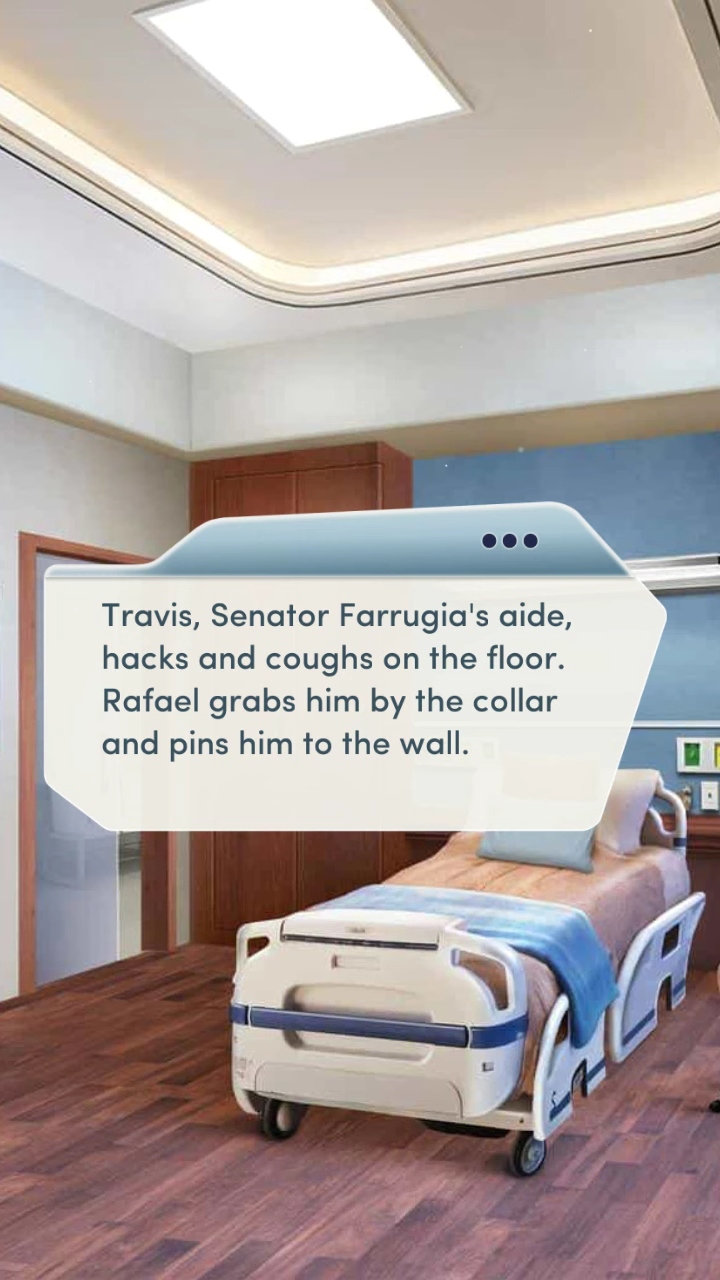 Travis, Senator Farrugia's aide,
hacks and coughs on the floor.
Rafael grabs him by the collar
and pins him to the wall.